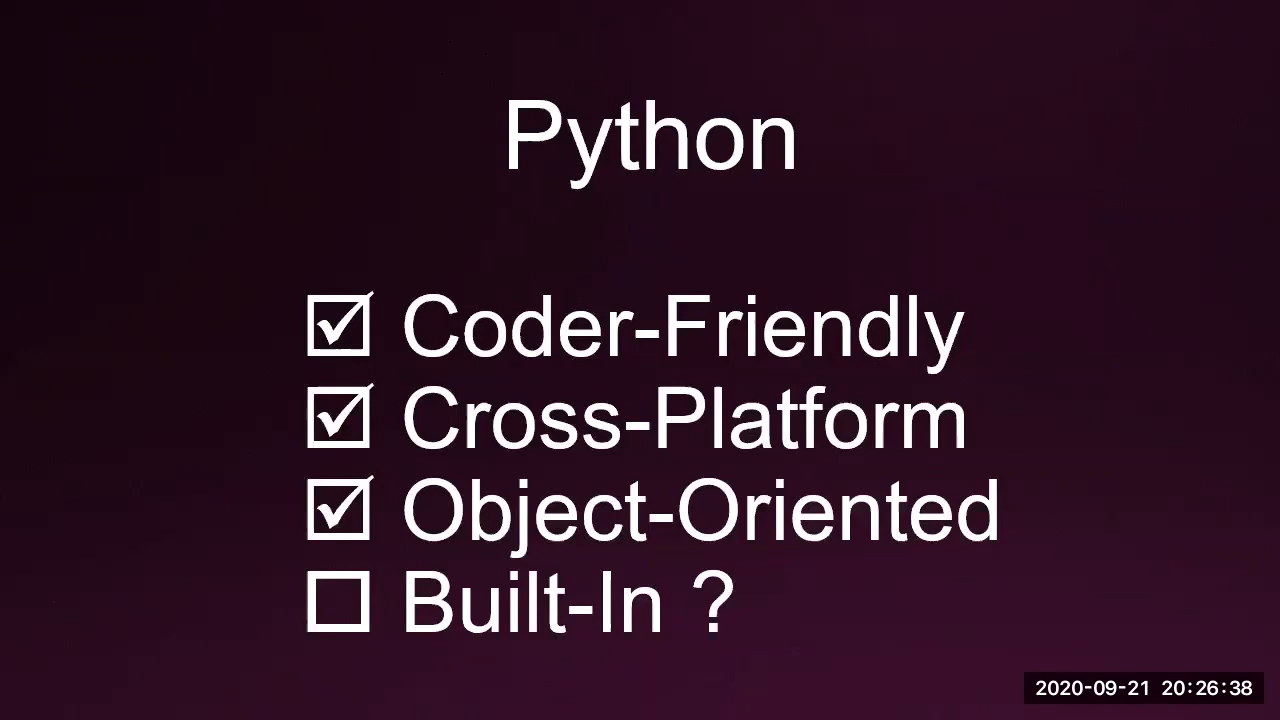 Python
☑ Coder-Friendly
☑ Cross-Platform
☑ Object-Oriented
☐ Built-In ?
2020-09-21 20:26:38